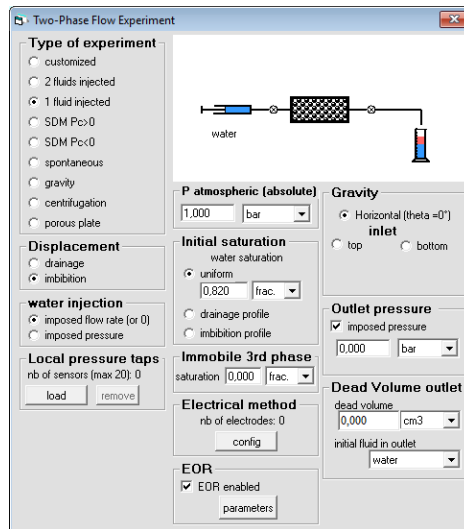 Two-Phase Flow Experiment
Type of experiment
customized
2 fluids injected
1 fluid injected
SDM Pc>0
SDM Pc<0
spontaneous
gravity
centrifugation
porous plate
Displacement
drainage
imbibition
water injection
imposed flow rate (or 0)
imposed pressure
Local pressure taps
nb of sensors (max 20): 0
load remove
water
P atmospheric (absolute)
1,000 bar
Initial saturation
water saturation
uniform
0,820 frac.
drainage profile
imbibition profile
Immobile 3rd phase
saturation 0,000 frac.
Electrical method
nb of electrodes: 0
config
EOR
EOR enabled
parameters
Gravity
Horizontal (theta =0°)
inlet
top bottom
Outlet pressure
imposed pressure
0,000 bar
Dead Volume outlet
dead volume
0,000 cm3
initial fluid in outlet
water